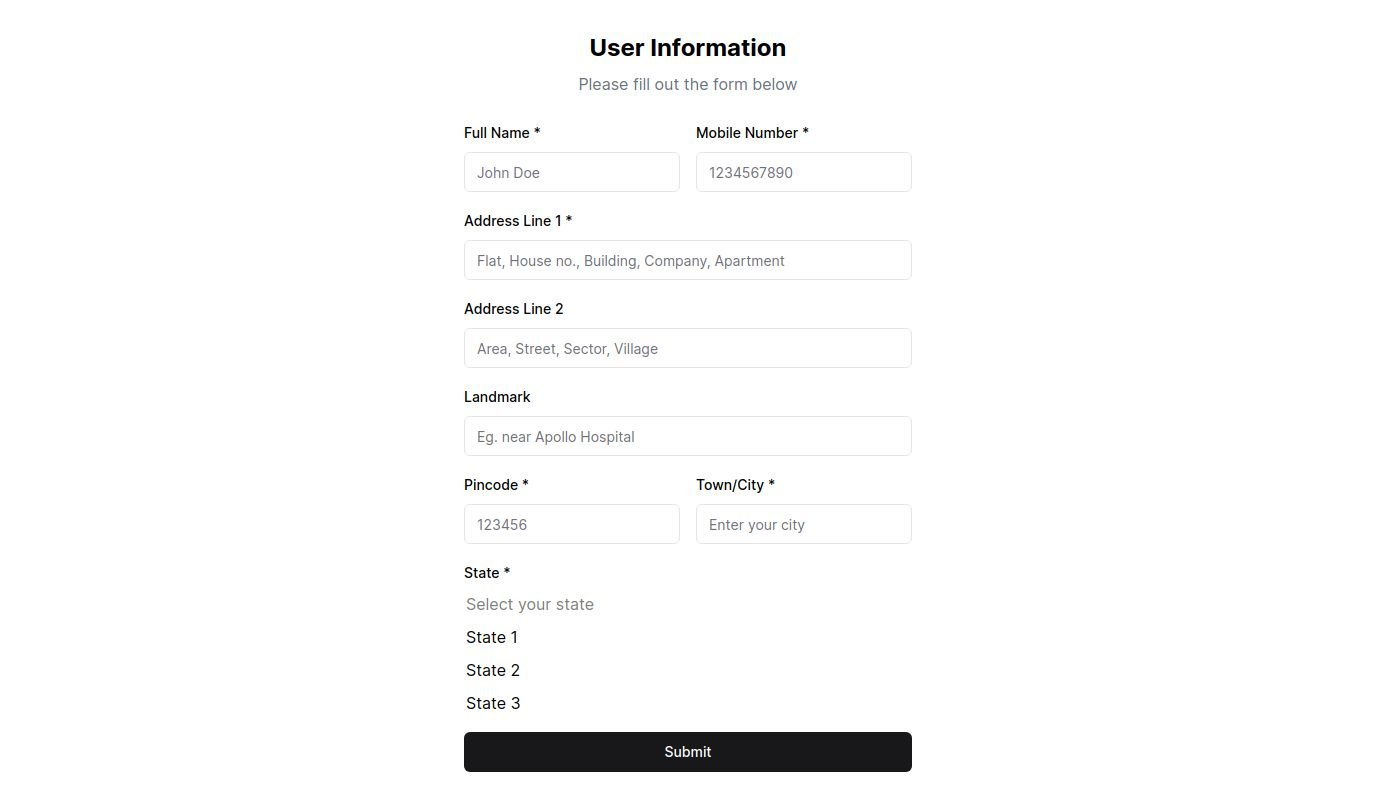 User Information
Please fill out the form below
Full Name *
Mobile Number *
John Doe
1234567890
Address Line 1 *
Flat, House no., Building, Company, Apartment
Address Line 2
Area, Street, Sector, Village
Landmark
Eg. near Apollo Hospital
Pincode *
Town/City *
123456
Enter your city
State *
Select your state
State 1
State 2
State 3
Submit